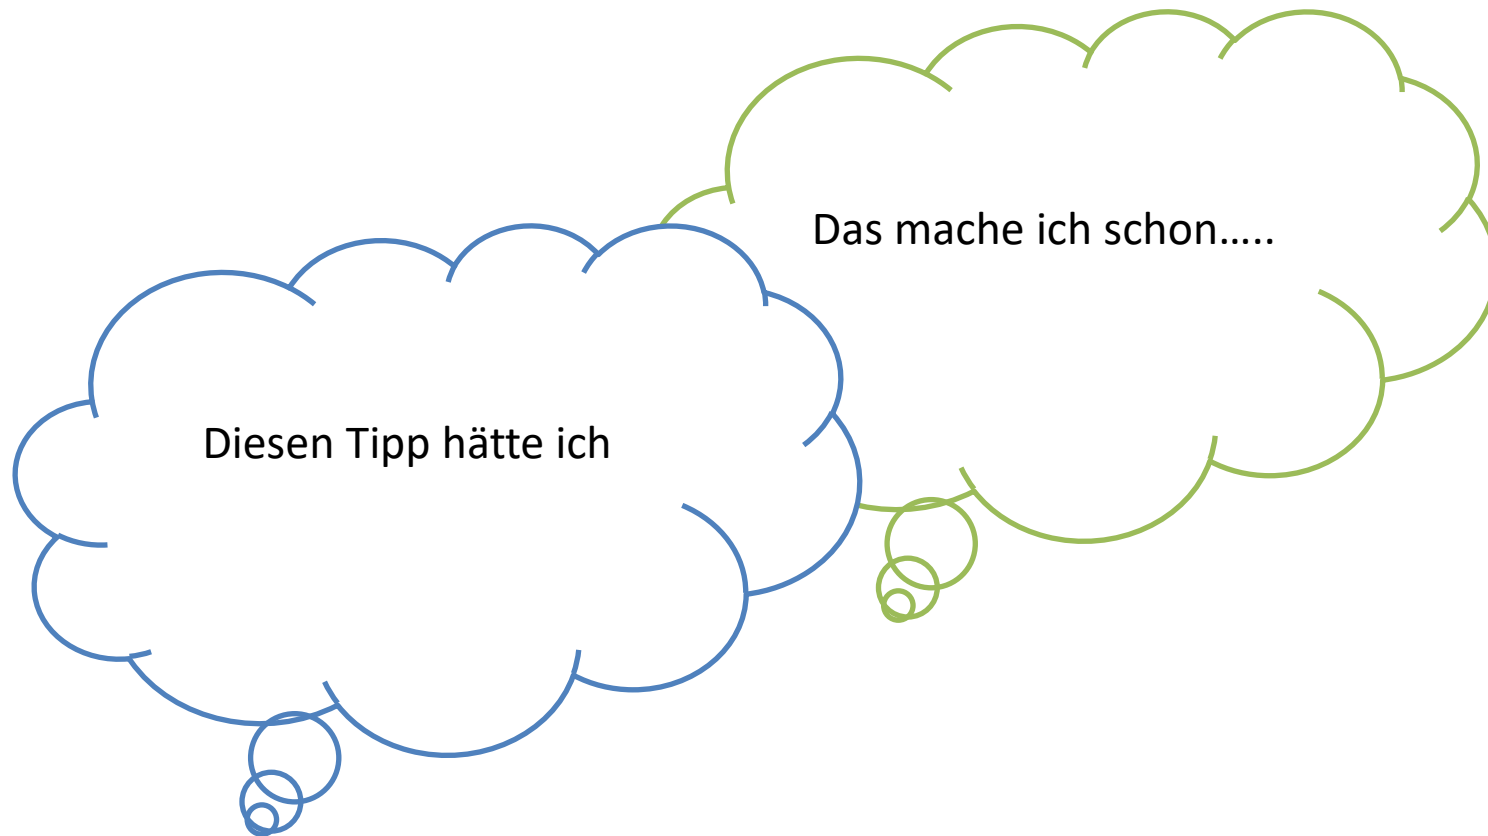 Das mache ich schon…..
Diesen Tipp hätte ich